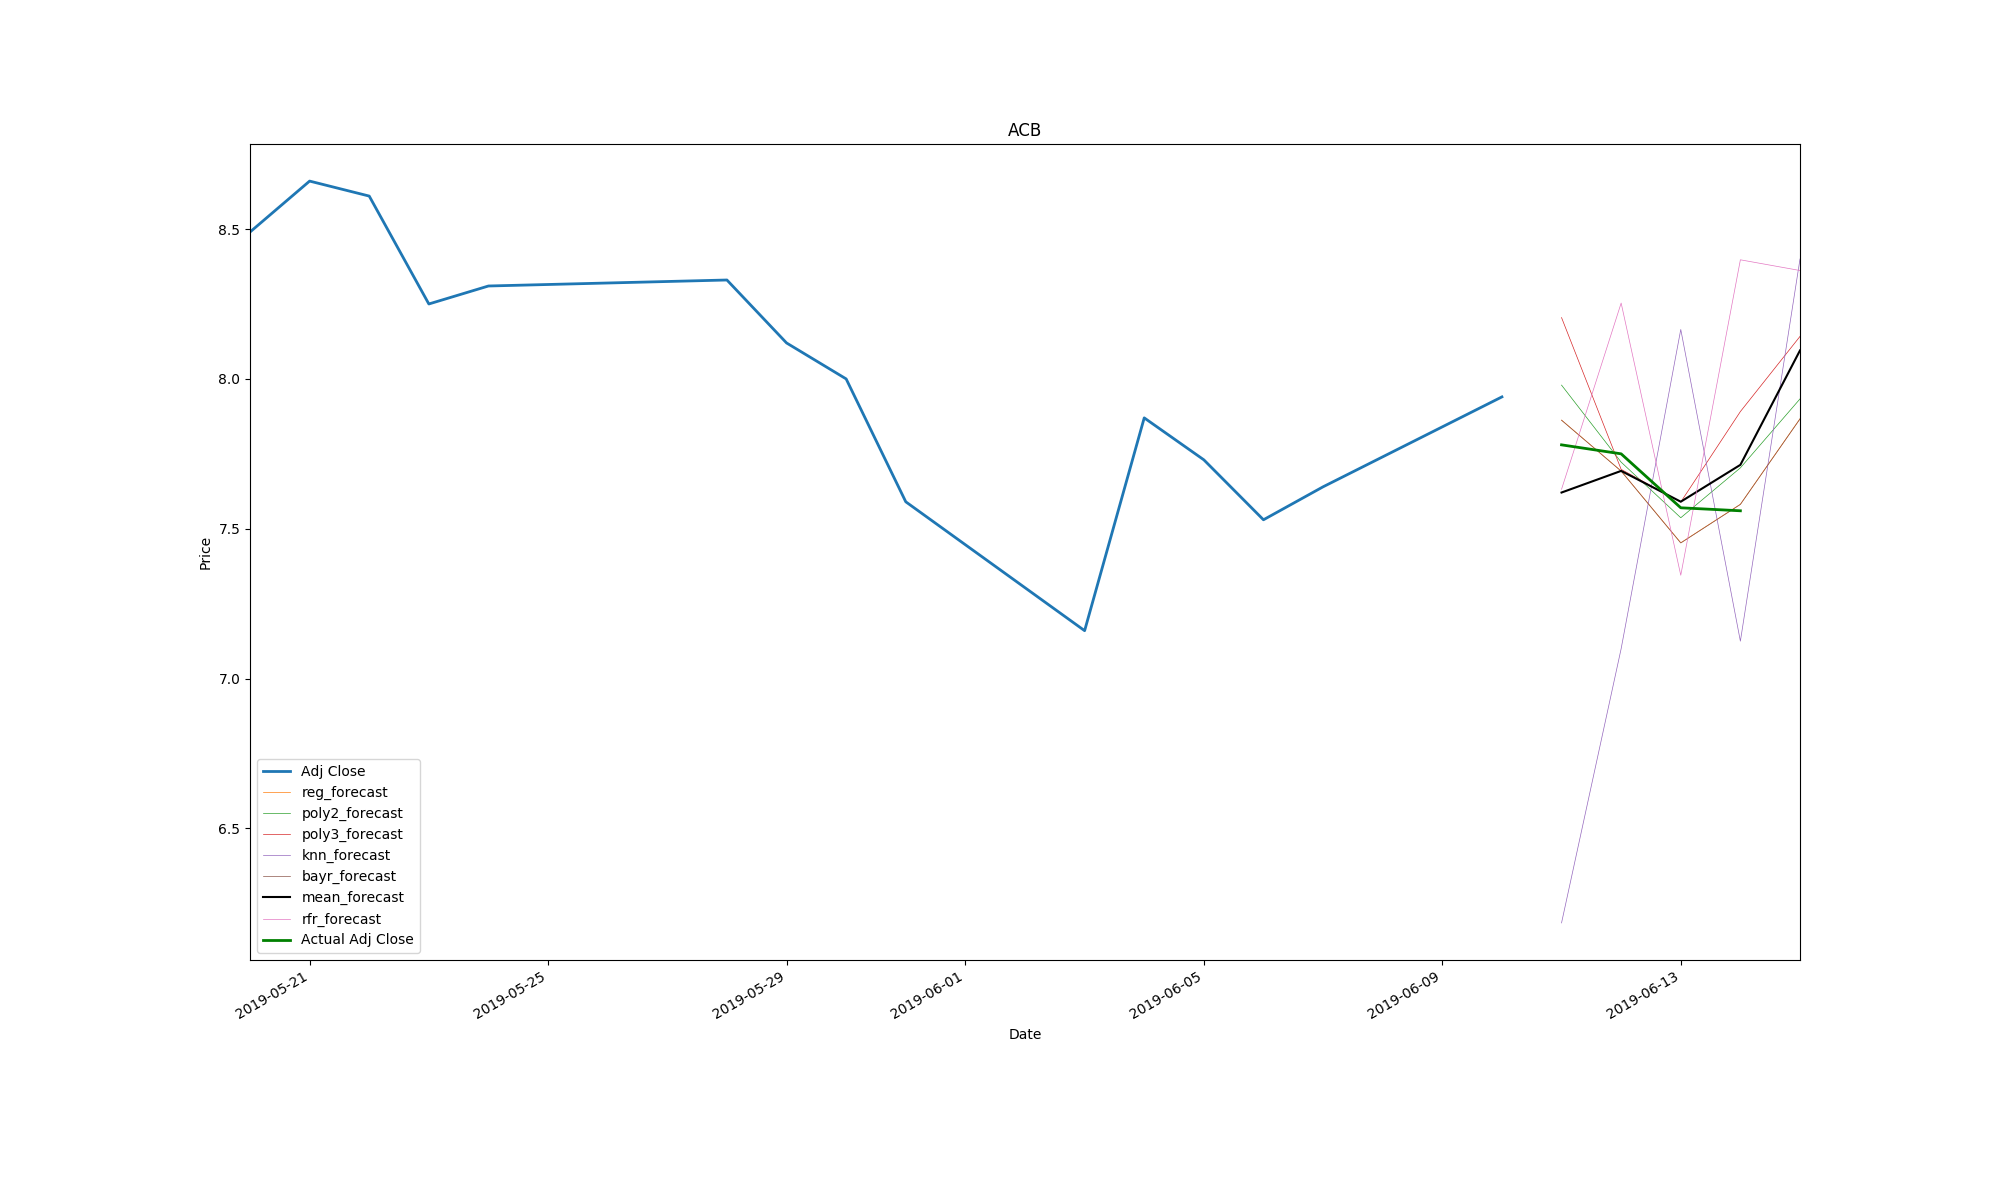 ACB
8.5
8.0
7.5
7.0
6.5
Price
Adj Close
reg_forecast
poly2_forecast
poly3_forecast
knn_forecast
bayr_forecast
mean_forecast
rfr_forecast
Actual Adj Close
2019-05-21
2019-05-25
2019-05-29
2019-06-01
2019-06-05
2019-06-09
2019-06-13
Date